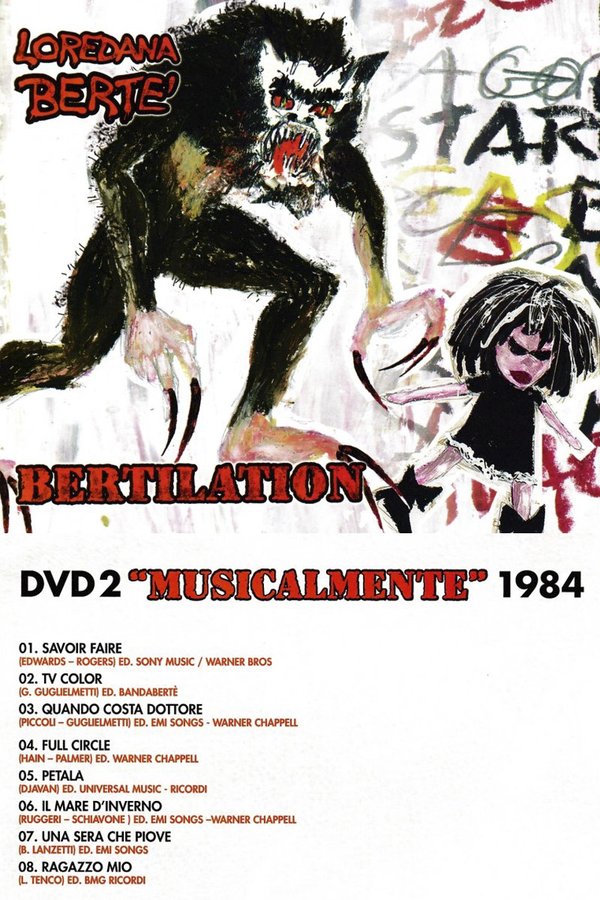 LOREDANA
BERTE'
AGOR
STAR
BERTILATION
DVD 2 "MUSICALMENTE" 1984
01. SAVOIR FAIRE
(EDWARDS – ROGERS) ED. SONY MUSIC / WARNER BROS
02. TV COLOR
(G. GUGLIELMETTI) ED. BANDABERTÈ
03. QUANDO COSTA DOTTORE
(PICCOLI – GUGLIELMETTI) ED. EMI SONGS - WARNER CHAPPELL
04. FULL CIRCLE
(HAIN – PALMER) ED. WARNER CHAPPELL
05. PETALA
(DJAVAN) ED. UNIVERSAL MUSIC - RICORDI
06. IL MARE D'INVERNO
(RUGGERI – SCHIAVONE ) ED. EMI SONGS –WARNER CHAPPELL
07. UNA SERA CHE PIOVE
(B. LANZETTI) ED. EMI SONGS
08. RAGAZZO MIO
(L. TENCO) ED. BMG RICORDI